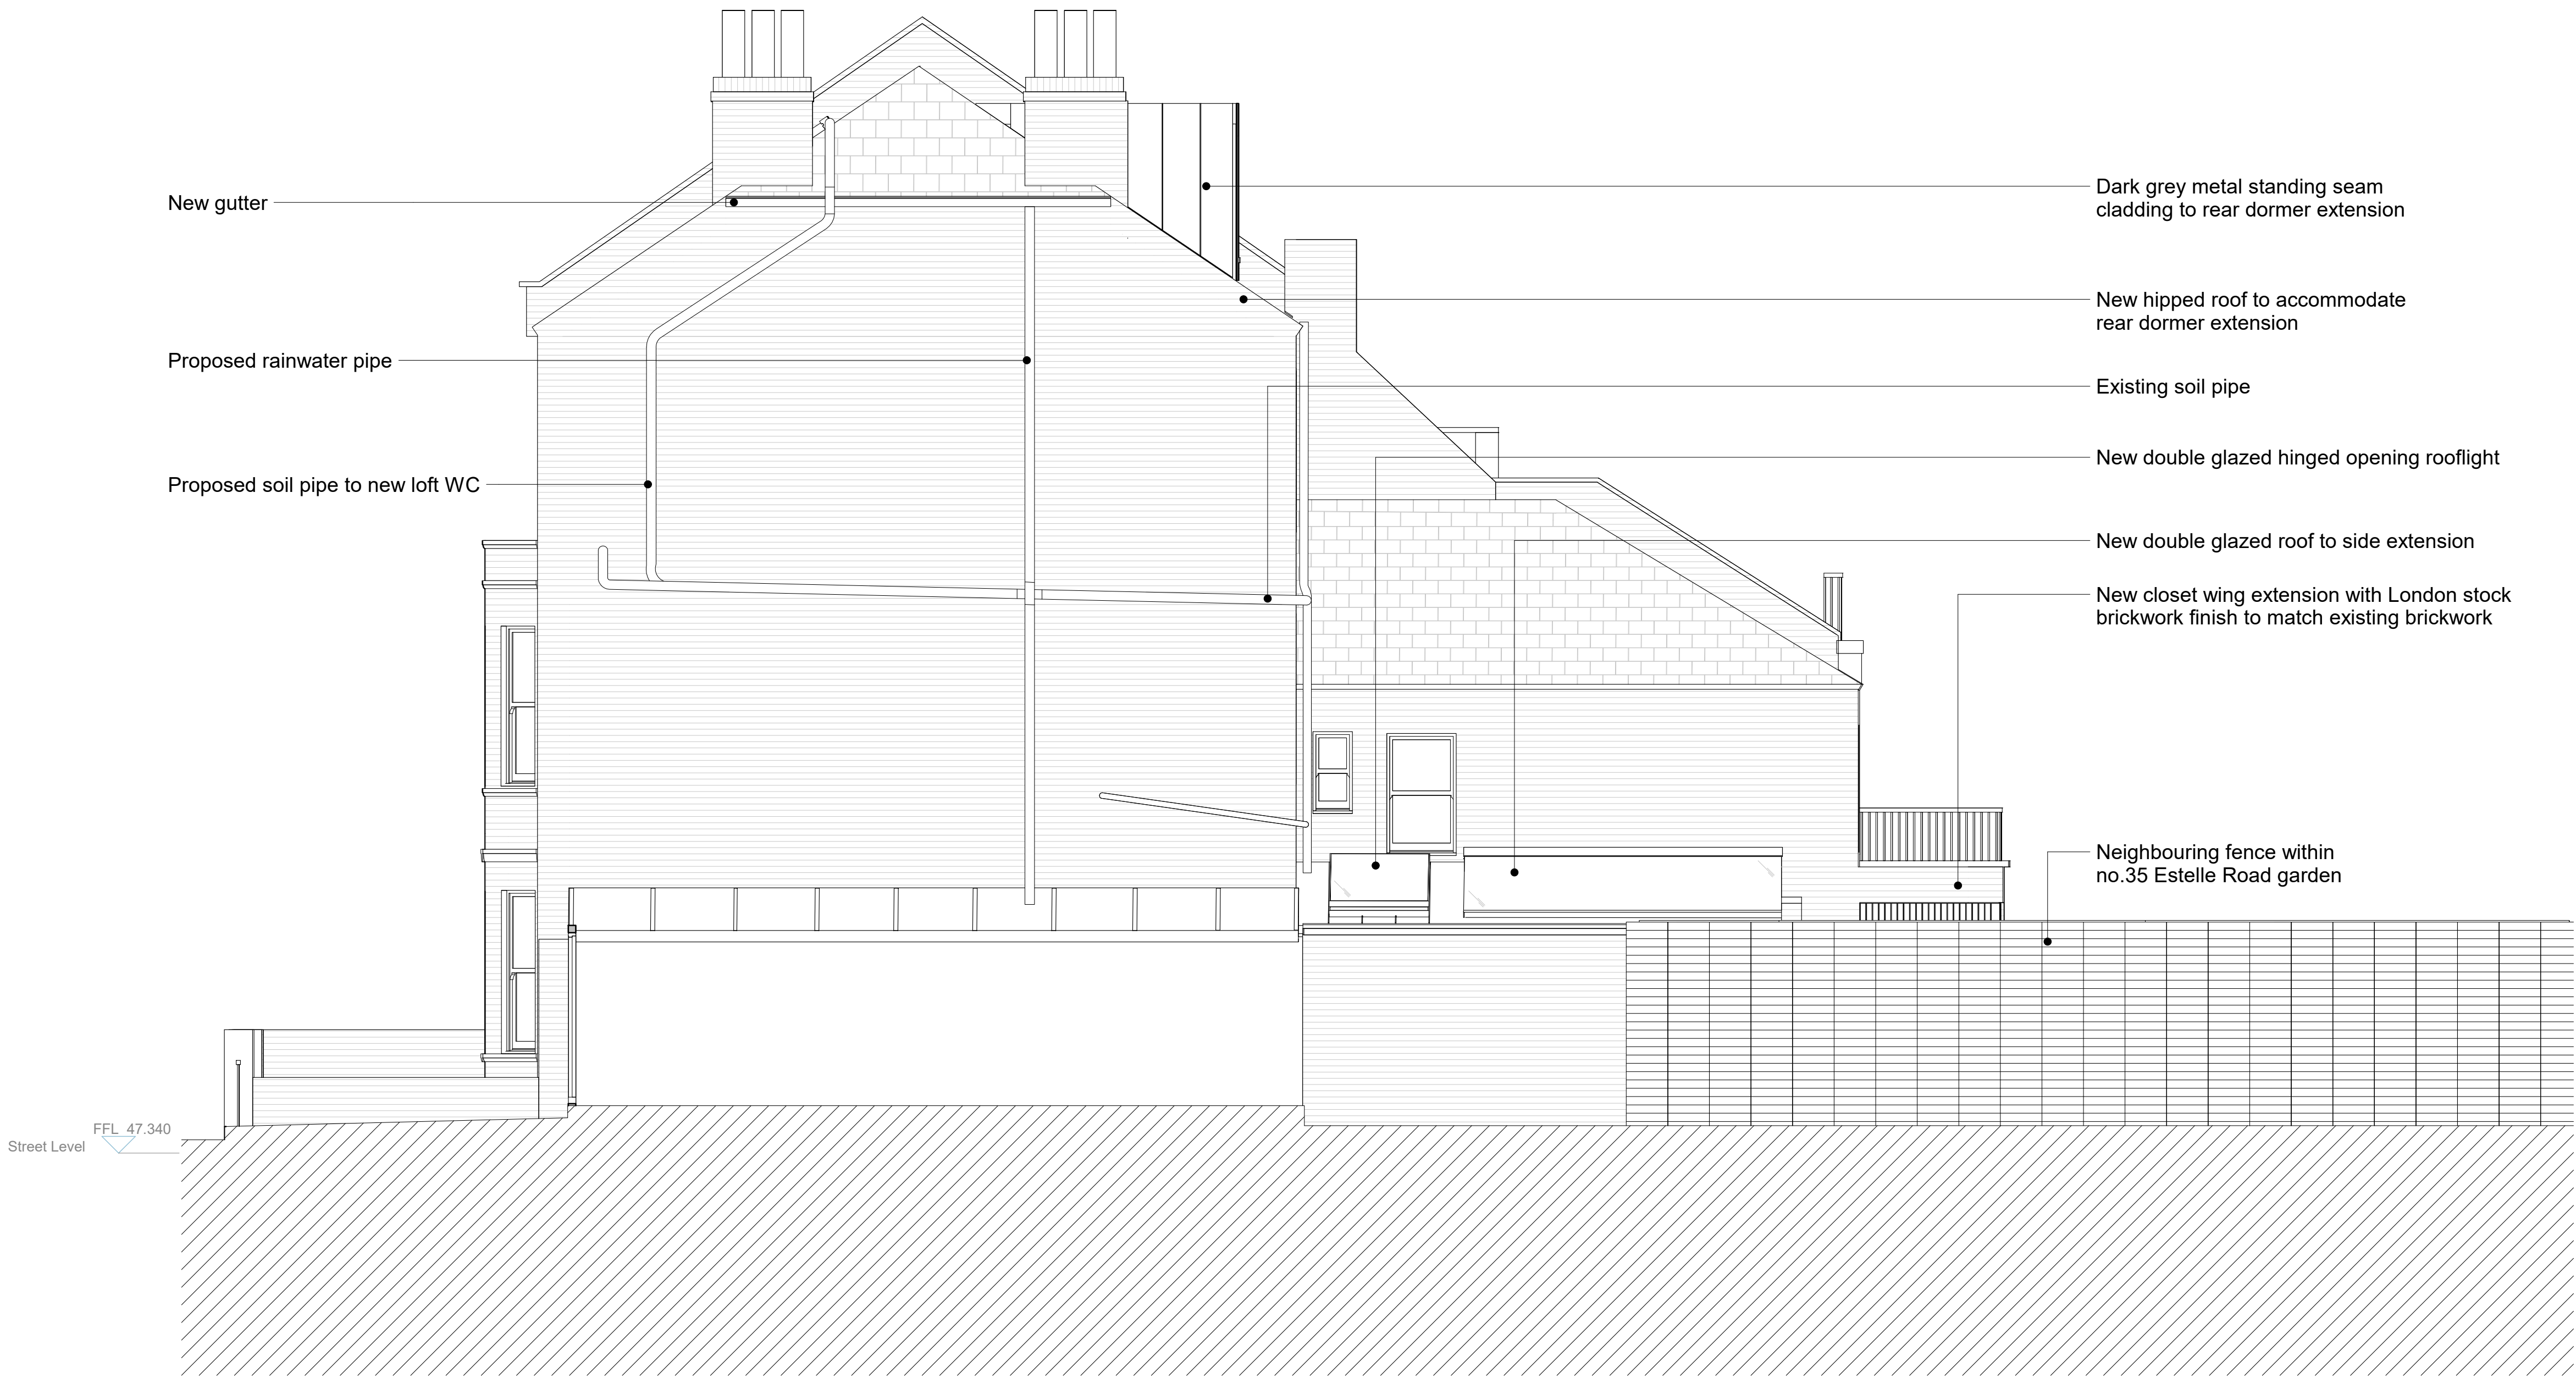 New gutter
Proposed rainwater pipe
Proposed soil pipe to new loft WC
Dark grey metal standing seam
cladding to rear dormer extension
New hipped roof to accommodate
rear dormer extension
Existing soil pipe
New double glazed hinged opening rooflight
New double glazed roof to side extension
New closet wing extension with London stock
brickwork finish to match existing brickwork
Neighbouring fence within
no.35 Estelle Road garden
FFL 47.340
Street Level